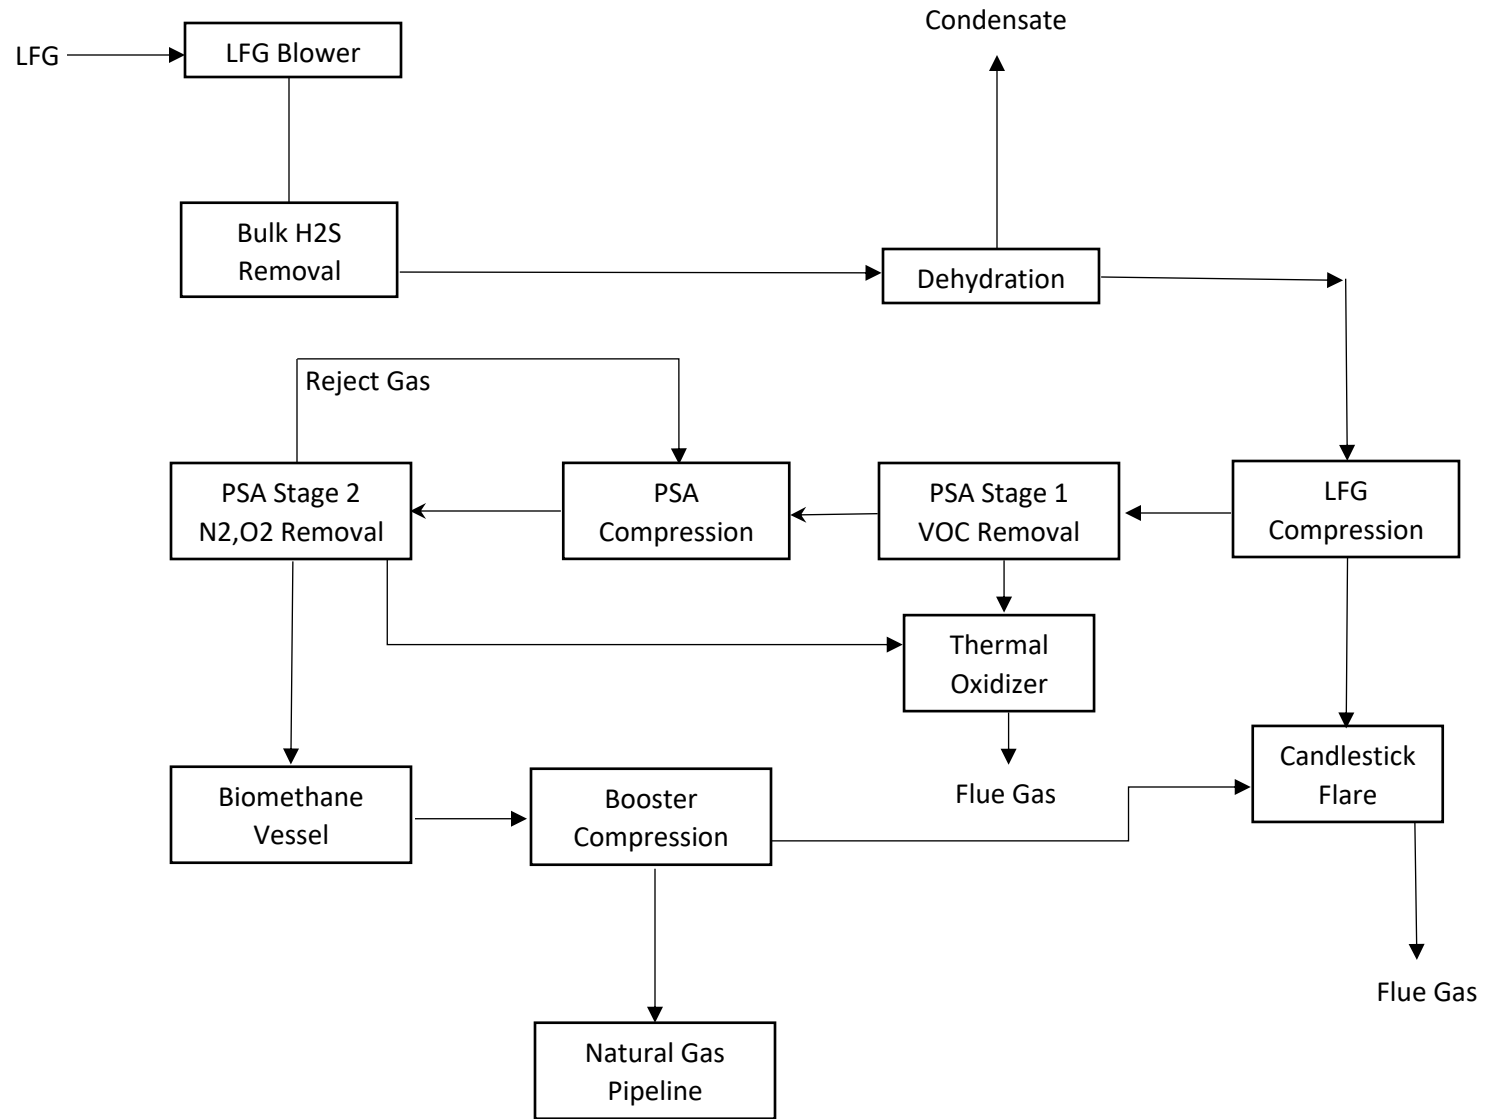 Condensate
LFG
LFG Blower
Bulk H2S
Removal
Dehydration
Reject Gas
PSA Stage 2
N2,O2 Removal
PSA
Compression
PSA Stage 1
VOC Removal
LFG
Compression
Thermal
Oxidizer
Candlestick
Flare
Biomethane
Vessel
Booster
Compression
Flue Gas
Flue Gas
Natural Gas
Pipeline